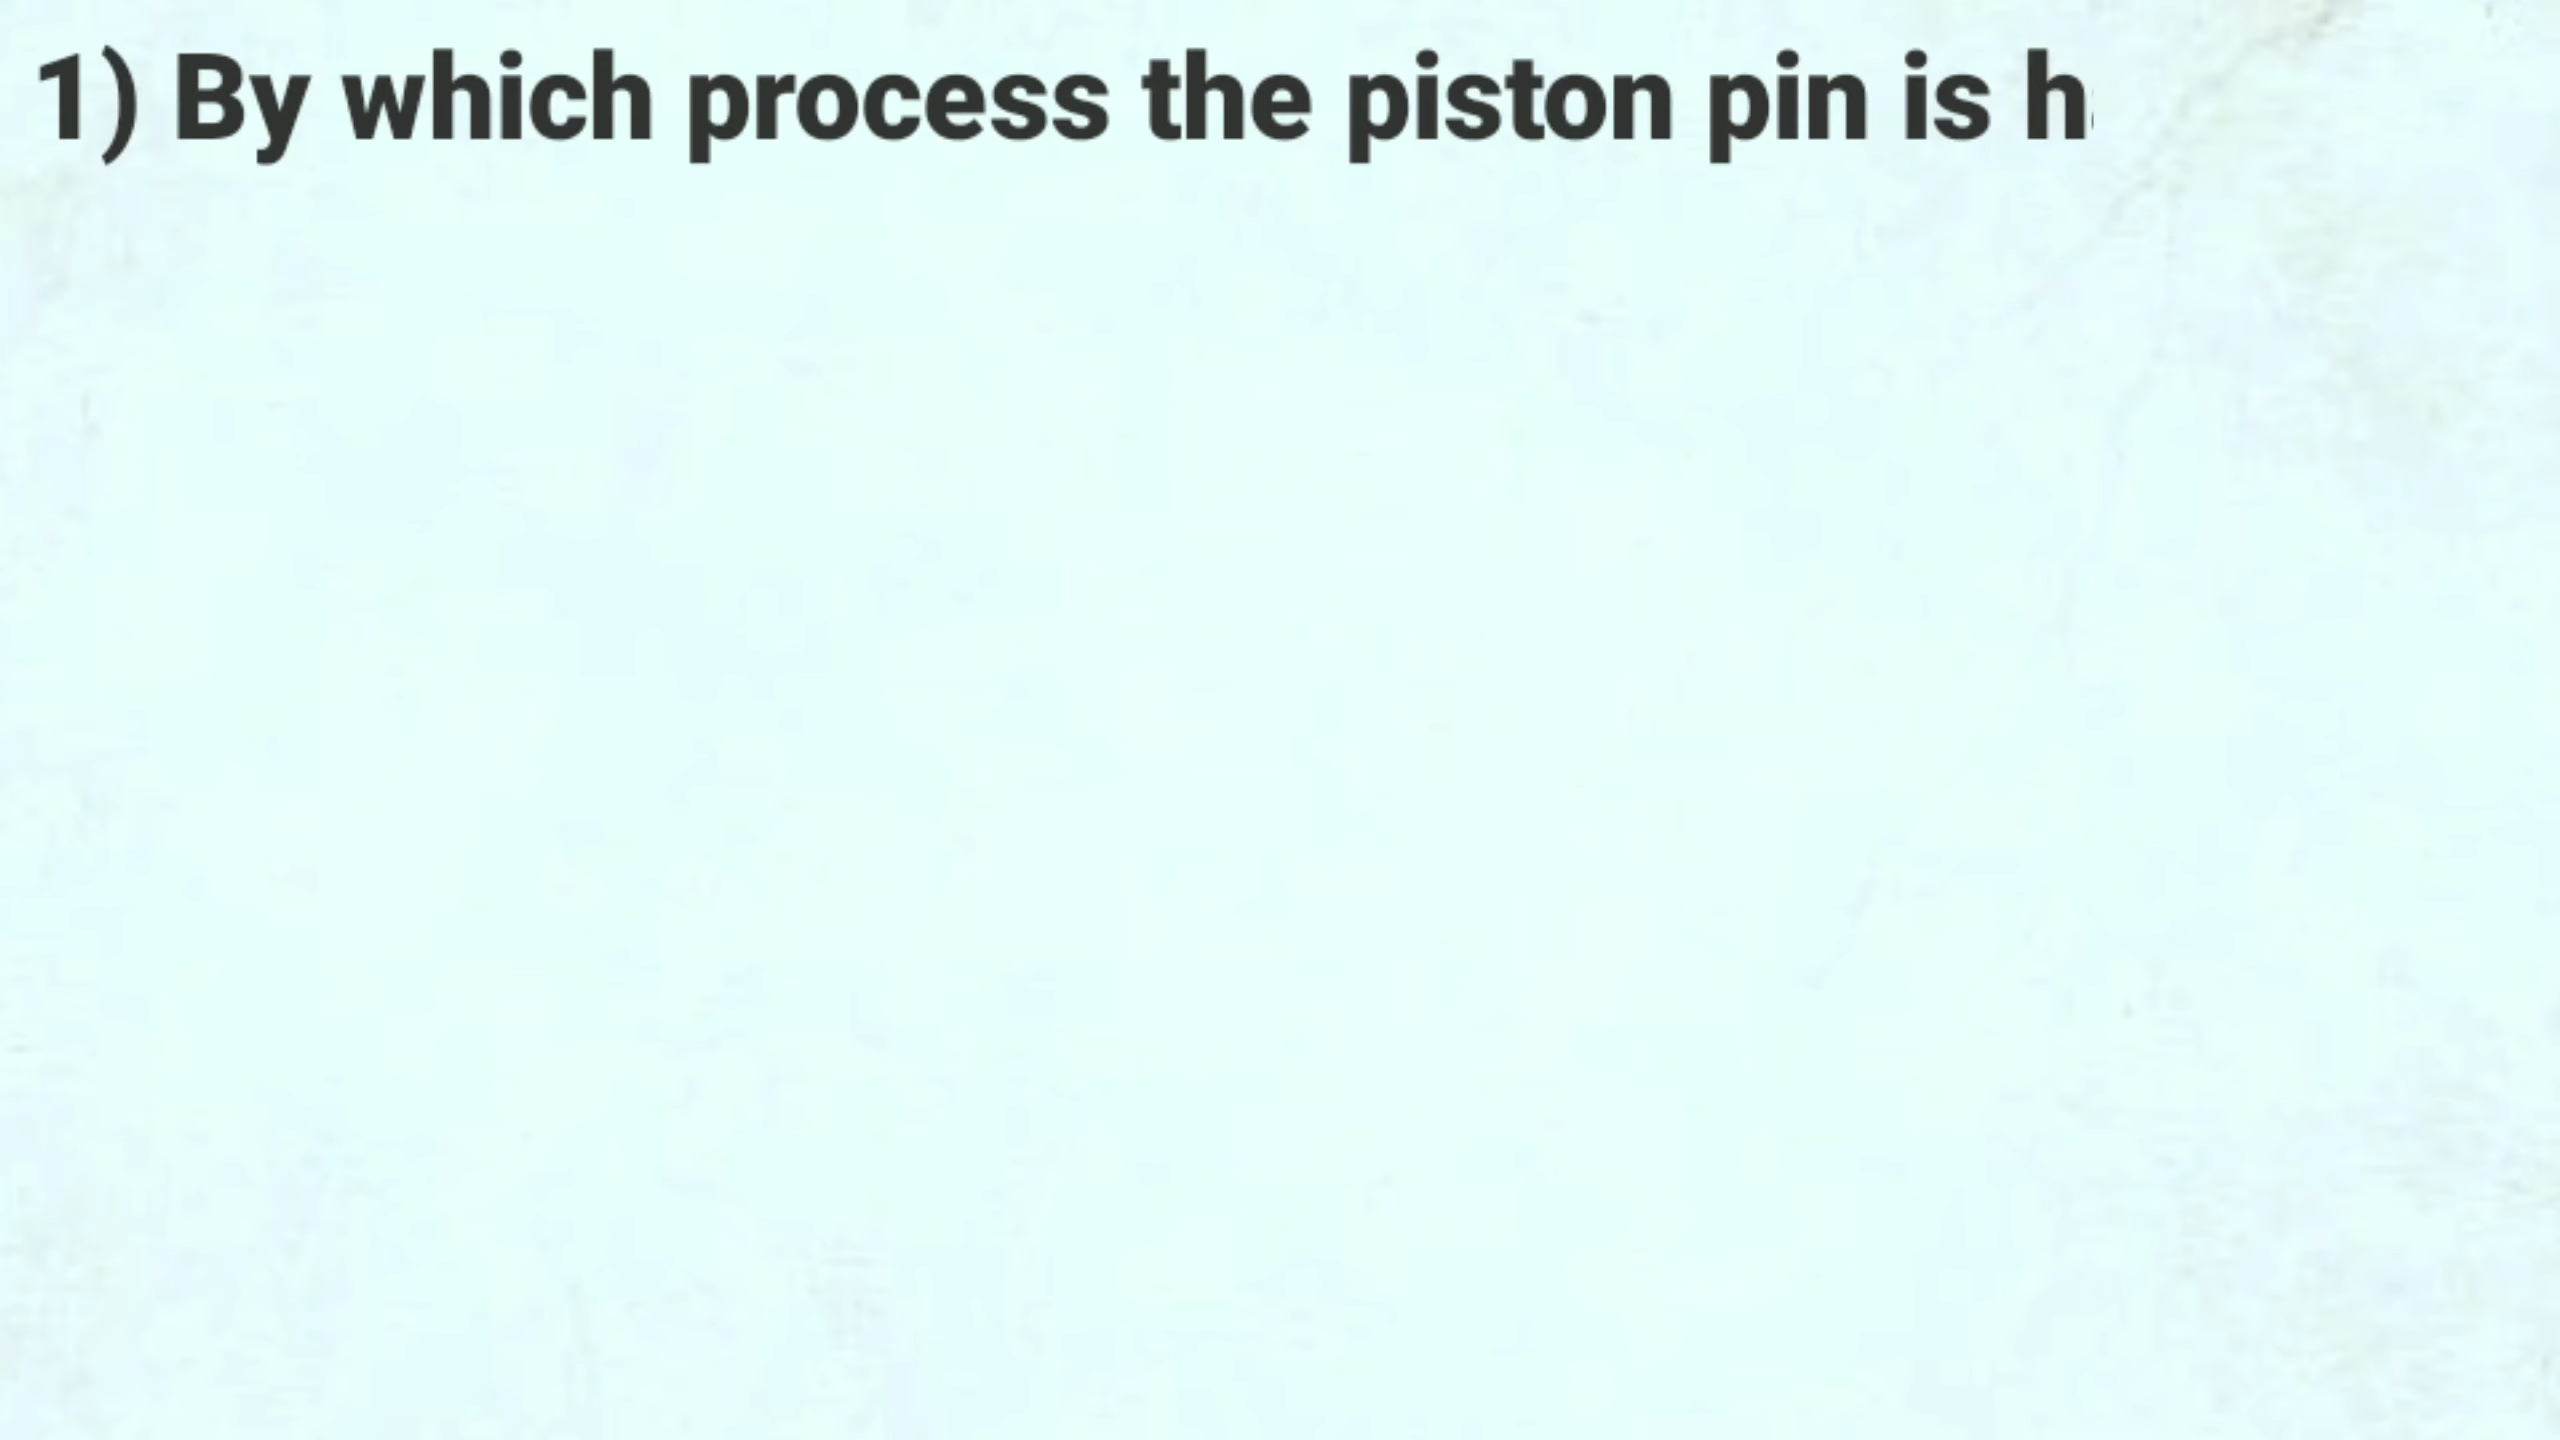 1) By which process the piston pin is h